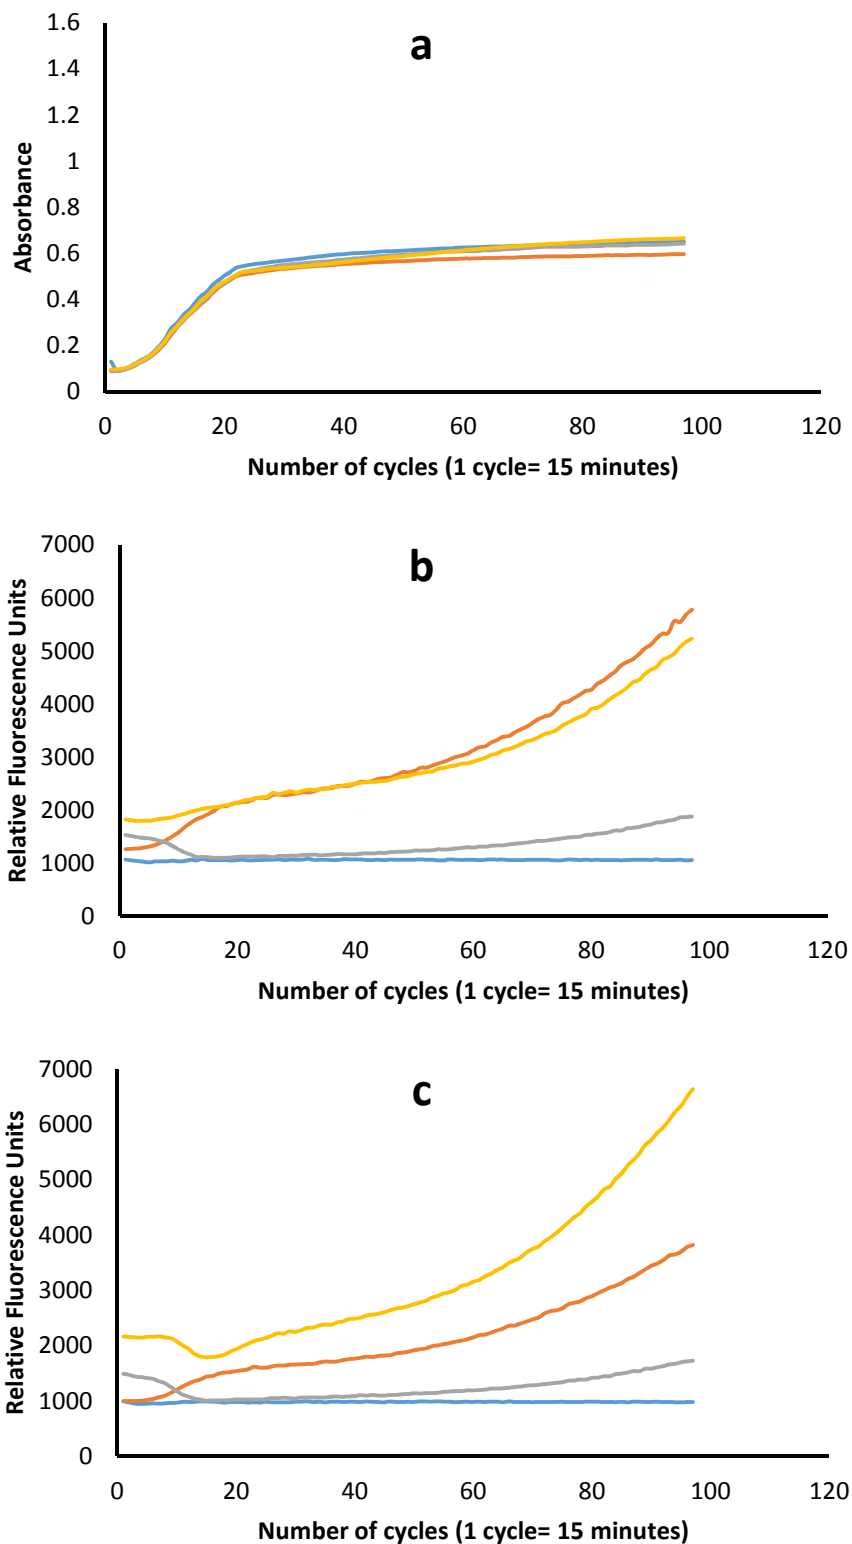 a
1.6
1.4
1.2
1
0.8
0.6
0.4
0.2
0
Absorbance
0 20 40 60 80 100 120
Number of cycles (1 cycle= 15 minutes)
b
7000
6000
5000
4000
3000
2000
1000
0
Relative Fluorescence Units
0 20 40 60 80 100 120
Number of cycles (1 cycle= 15 minutes)
c
7000
6000
5000
4000
3000
2000
1000
0
Relative Fluorescence Units
0 20 40 60 80 100 120
Number of cycles (1 cycle= 15 minutes)